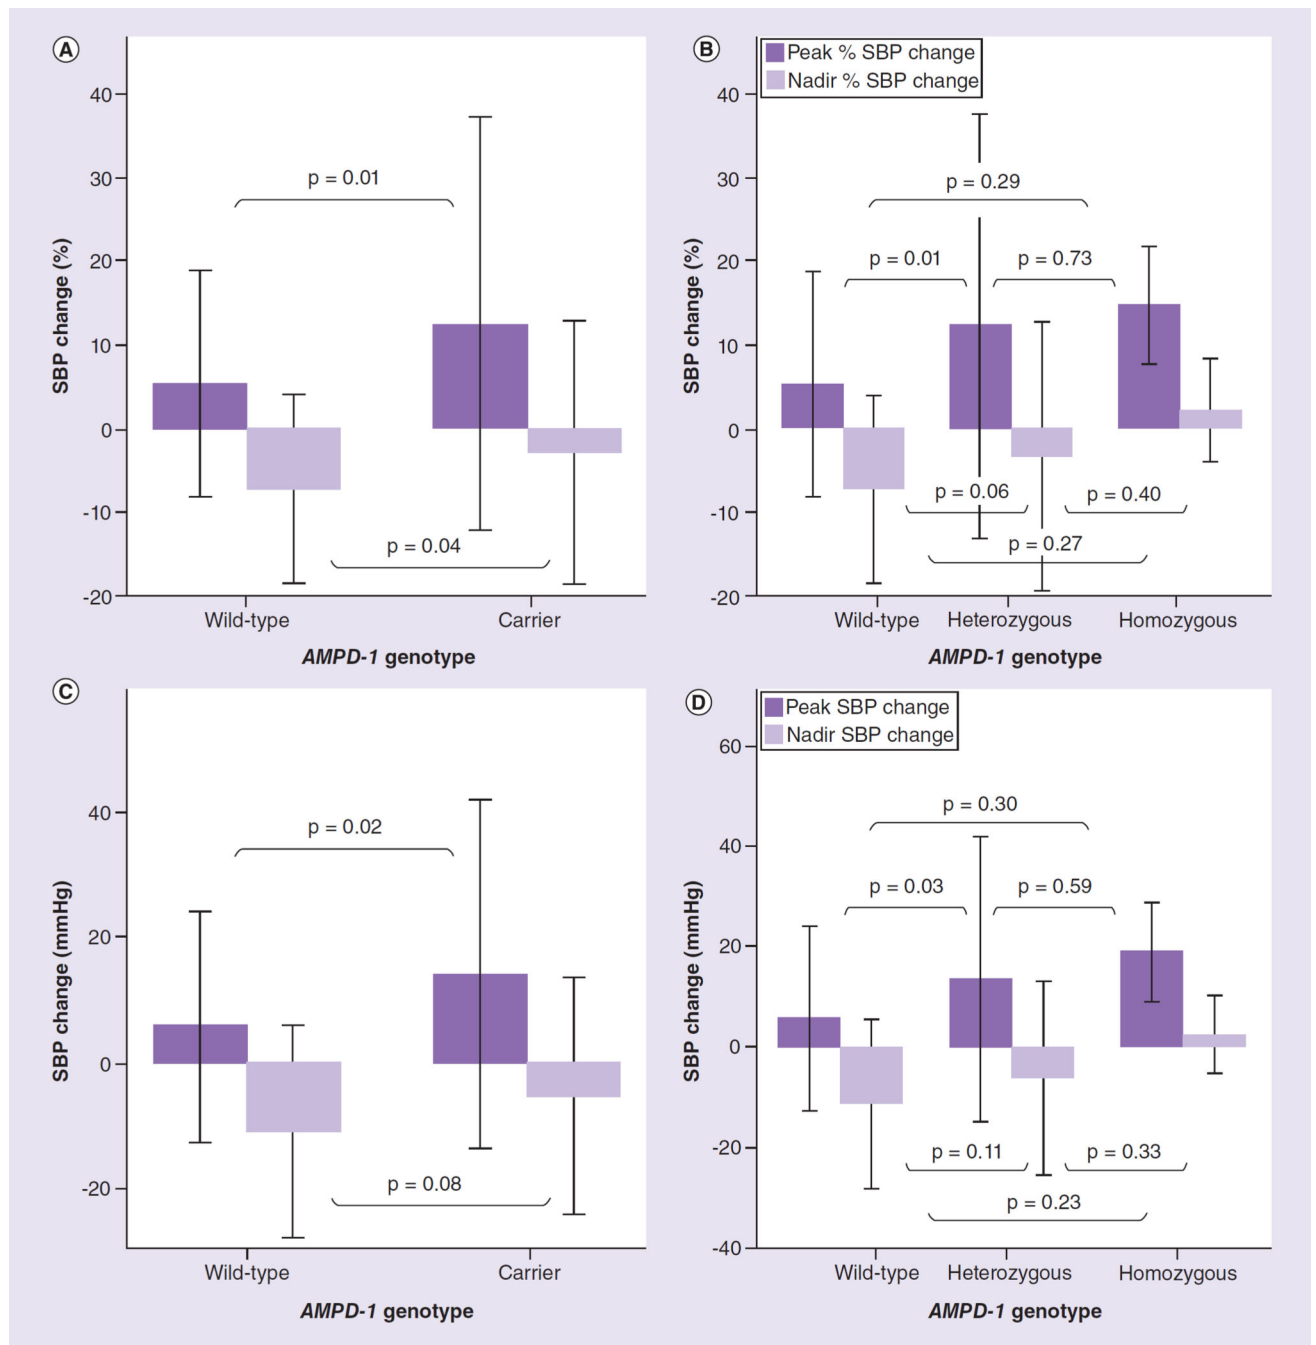 A
40
30
20
10
0
-10
-20
SBP change (%)
p = 0.01
p = 0.04
Wild-type
Carrier
AMPD-1 genotype
B
Peak % SBP change
Nadir % SBP change
40
30
20
10
0
-10
-20
SBP change (%)
p = 0.29
p = 0.01
p = 0.73
p = 0.06
p = 0.40
p = 0.27
Wild-type
Heterozygous
Homozygous
AMPD-1 genotype
C
40
20
0
-20
SBP change (mmHg)
p = 0.02
p = 0.08
Wild-type
Carrier
AMPD-1 genotype
D
Peak SBP change
Nadir SBP change
60
40
20
0
-20
-40
SBP change (mmHg)
p = 0.30
p = 0.03
p = 0.59
p = 0.11
p = 0.33
p = 0.23
Wild-type
Heterozygous
Homozygous
AMPD-1 genotype